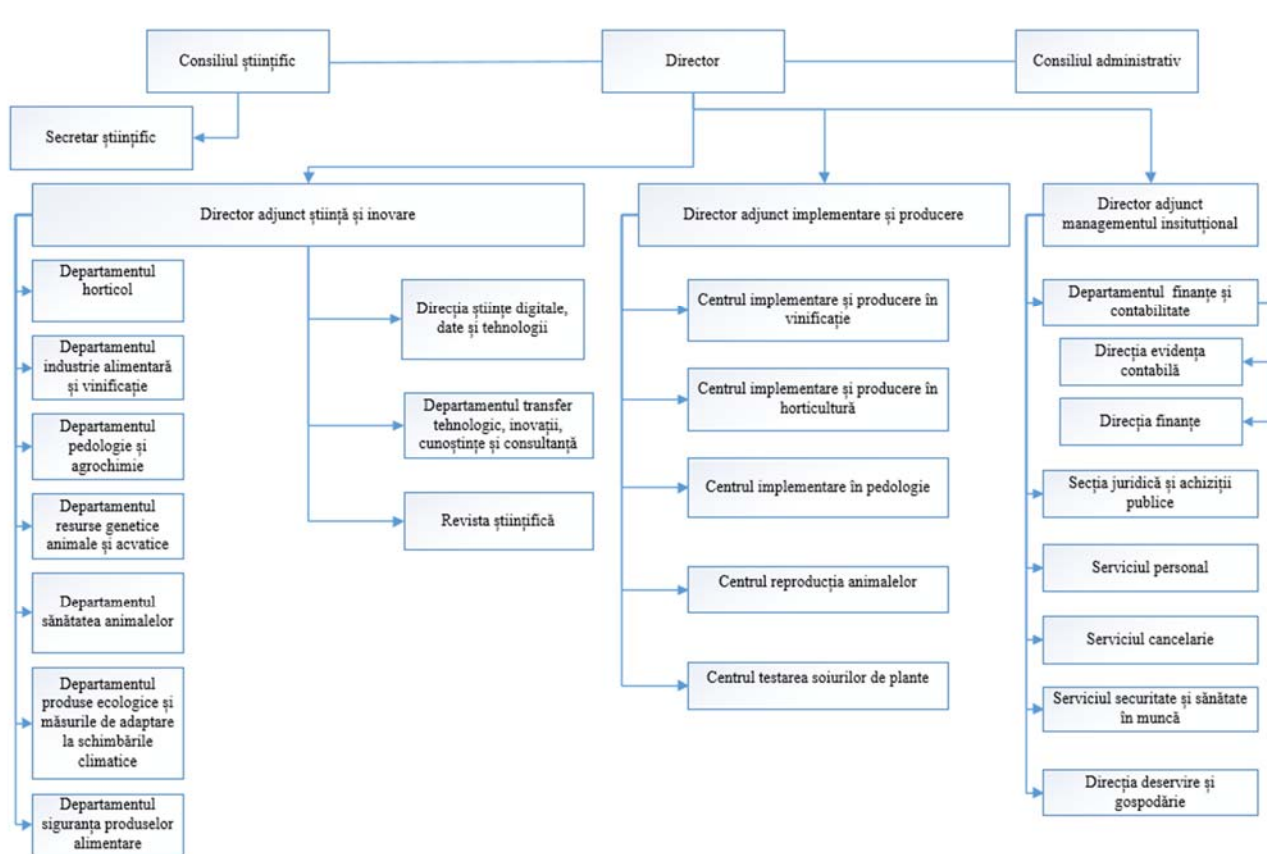 Consiliul științific
Director
Consiliul administrativ
Secretar științific
Director adjunct știință și inovare
Departamentul
horticol
Departamentul
industrie alimentară
și vinificație
Departamentul
pedologie și
agrochimie
Departamentul
resurse genetice
animale și acvatice
Departamentul
sănătatea animalelor
Departamentul
produse ecologice și
măsurile de adaptare
la schimbările
climatice
Departamentul
siguranța produselor
alimentare
Direcția științe digitale,
date și tehnologii
Departamentul transfer
tehnologic, inovații,
cunoștințe și consultanță
Revista științifică
Director adjunct implementare și producere
Centrul implementare și producere în
vinificație
Centrul implementare și producere în
horticultură
Centrul implementare în pedologie
Centrul reproducția animalelor
Centrul testarea soiurilor de plante
Director adjunct
managementul insituțțional
Departamentul finanțe și
contabilitate
Direcția evidența
contabilă
Direcția finanțe
Secția juridică și achiziții
publice
Serviciul personal
Serviciul cancelarie
Serviciul securitate și sănătate
în muncă
Direcția deservire și
gospodărie